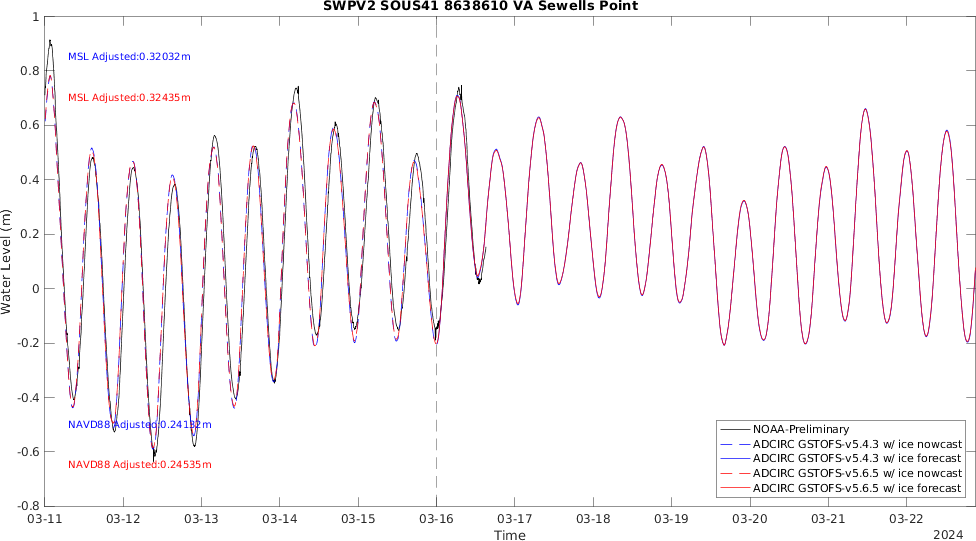 SWPV2 SOUS41 8638610 VA Sewells Point
1
0.8
0.6
0.4
0.2
0
-0.2
-0.4
-0.6
-0.8
Water Level (m)
MSL Adjusted:0.32032m
MSL Adjusted:0.32435m
NAVD88 Adjusted:0.24132m
NAVD88 Adjusted:0.24535m
NOAA-Preliminary
ADCIRC GSTOFS-v5.4.3 w/ ice nowcast
ADCIRC GSTOFS-v5.4.3 w/ ice forecast
ADCIRC GSTOFS-v5.6.5 w/ ice nowcast
ADCIRC GSTOFS-v5.6.5 w/ ice forecast
03-11 03-12 03-13 03-14 03-15 03-16 03-17 03-18 03-19 03-20 03-21 03-22
Time
2024